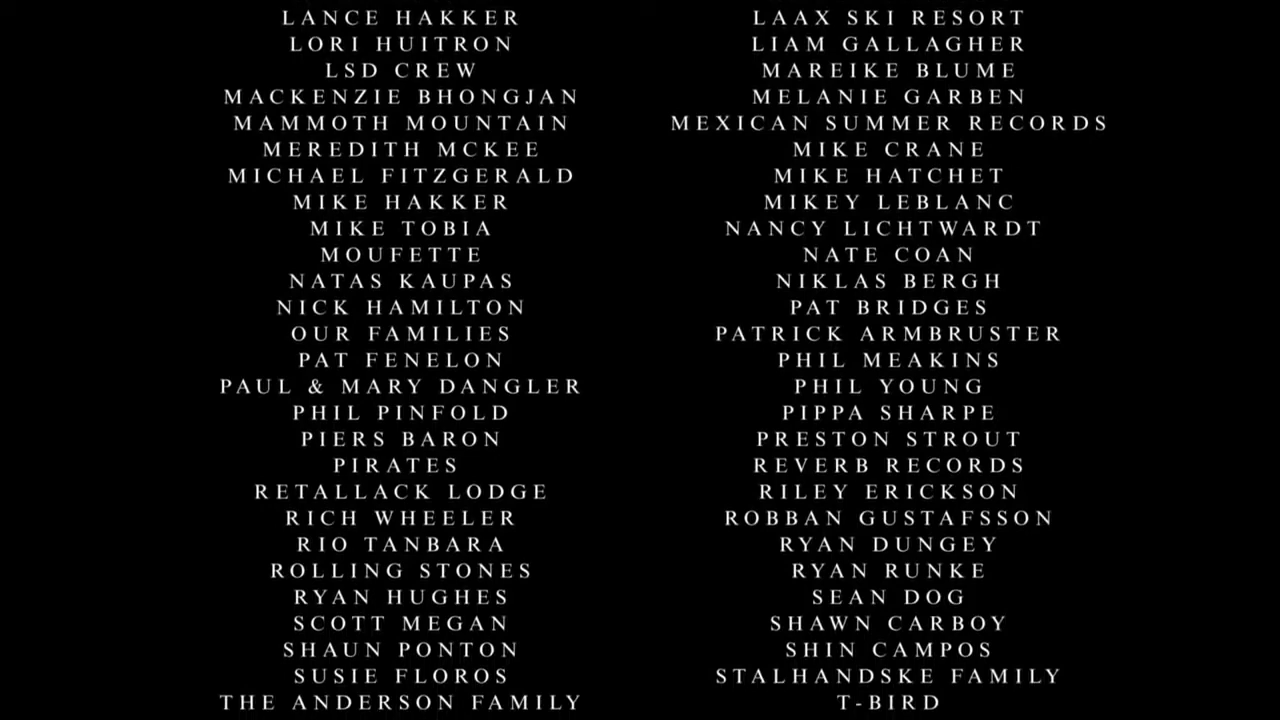 LANCE HAKKER
LORI HUITRON
LSD CREW
MACKENZIE BHONGJAN
MAMMOTH MOUNTAIN
MEREDITH MCKEE
MICHAEL FITZGERALD
MIKE HAKKER
MIKE TOBIA
MOUFETTE
NATAS KAUPAS
NICK HAMILTON
OUR FAMILIES
PAT FENELON
PAUL & MARY DANGLER
PHIL PINFOLD
PIERS BARON
PIRATES
RETALLACK LODGE
RICH WHEELER
RIO TANBARA
ROLLING STONES
RYAN HUGHES
SCOTT MEGAN
SHAUN PONTON
SUSIE FLOROS
THE ANDERSON FAMILY
LAAX SKI RESORT
LIAM GALLAGHER
MAREIKE BLUME
MELANIE GARBEN
MEXICAN SUMMER RECORDS
MIKE CRANE
MIKE HATCHET
MIKEY LEBLANC
NANCY LICHTWARDT
NATE COAN
NIKLAS BERGH
PAT BRIDGES
PATRICK ARMBRUSTER
PHIL MEAKINS
PHIL YOUNG
PIPPA SHARPE
PRESTON STROUT
REVERB RECORDS
RILEY ERICKSON
ROBBAN GUSTAFSSON
RYAN DUNGEY
RYAN RUNKE
SEAN DOG
SHAWN CARBOY
SHIN CAMPOS
STALHANDSKE FAMILY
T-BIRD